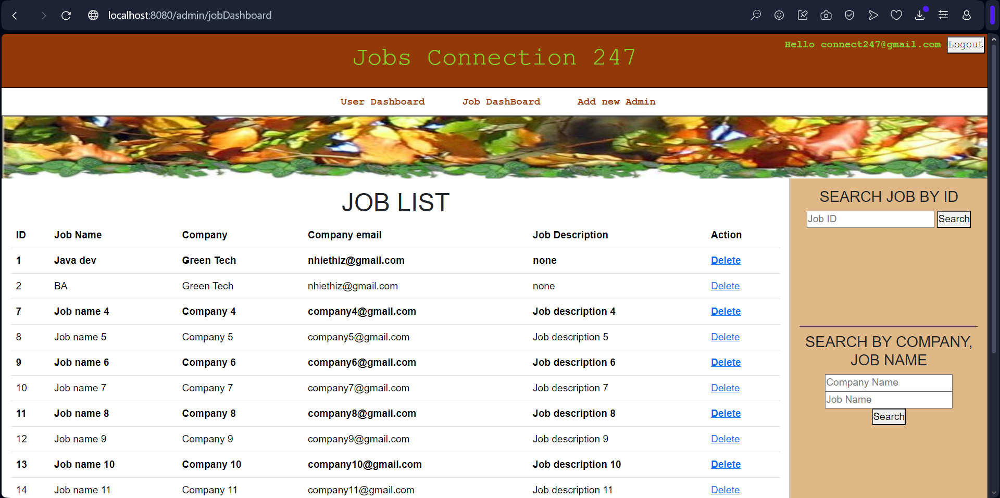 localhost:8080/admin/jobDashboard
Hello connect247@gmail.com Logout
Jobs Connection 247
User Dashboard Job DashBoard Add new Admin
JOB LIST
ID Job Name Company Company email Job Description Action
1 Java dev Green Tech nhiethiz@gmail.com none Delete
2 BA Green Tech nhiethiz@gmail.com none Delete
7 Job name 4 Company 4 company4@gmail.com Job description 4 Delete
8 Job name 5 Company 5 company5@gmail.com Job description 5 Delete
9 Job name 6 Company 6 company6@gmail.com Job description 6 Delete
10 Job name 7 Company 7 company7@gmail.com Job description 7 Delete
11 Job name 8 Company 8 company8@gmail.com Job description 8 Delete
12 Job name 9 Company 9 company9@gmail.com Job description 9 Delete
13 Job name 10 Company 10 company10@gmail.com Job description 10 Delete
14 Job name 11 Company 11 company11@gmail.com Job description 11 Delete
SEARCH JOB BY ID
Job ID Search
SEARCH BY COMPANY,
JOB NAME
Company Name
Job Name
Search